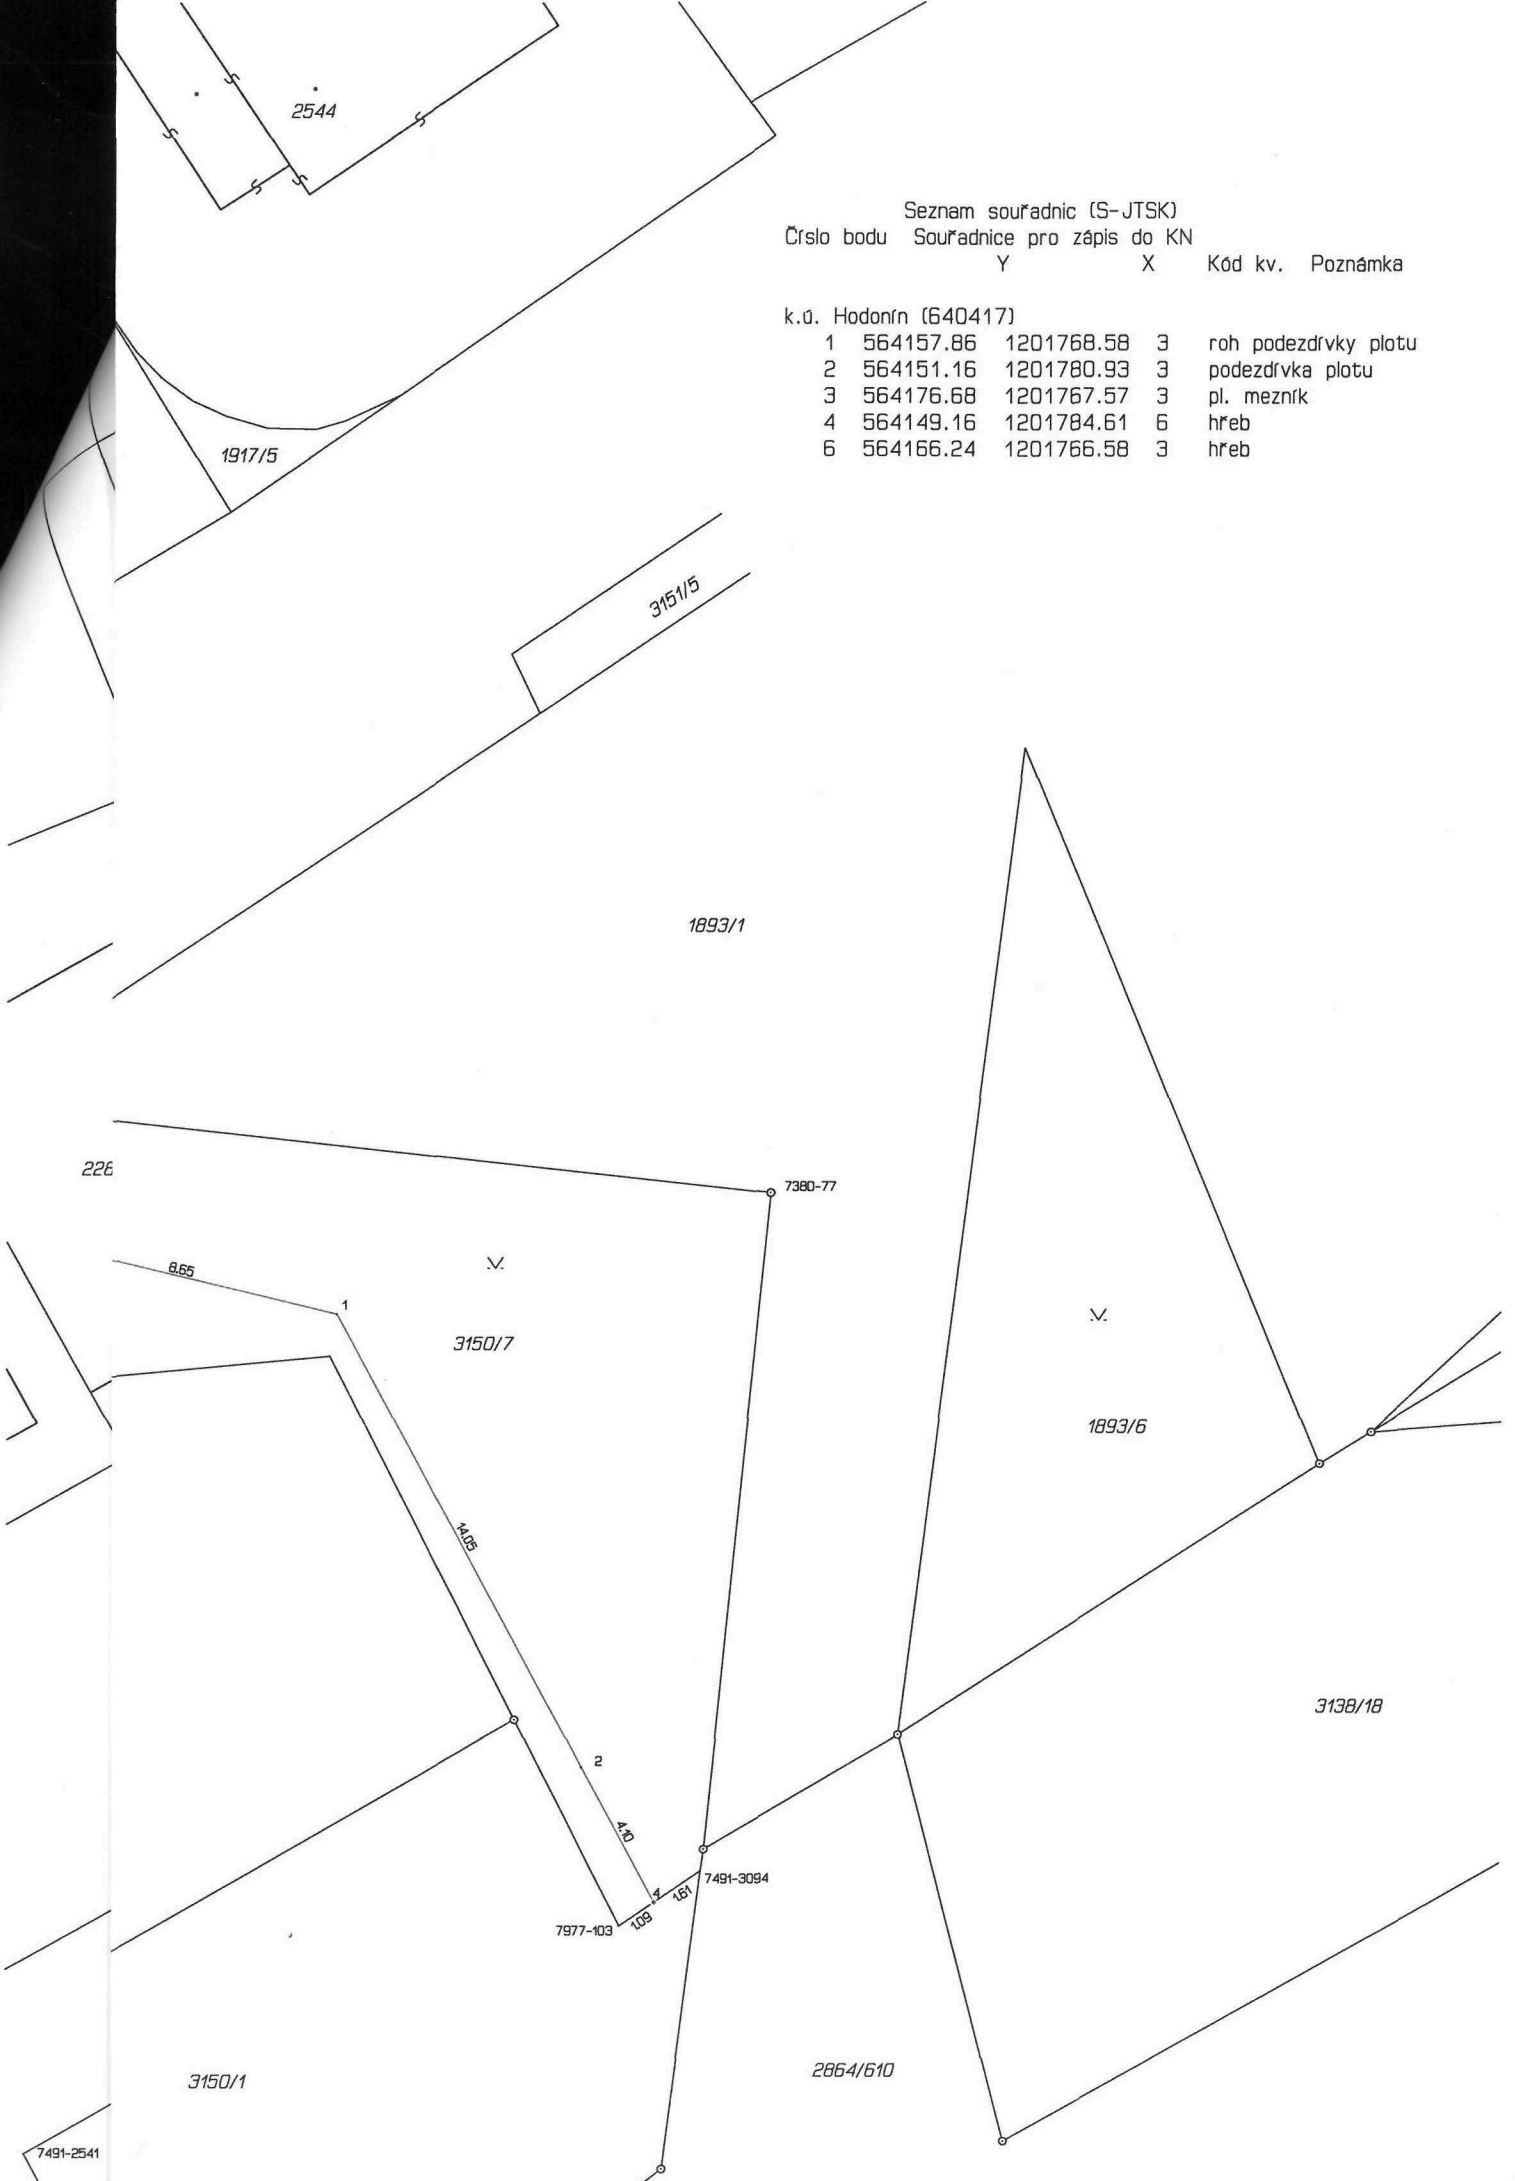 2544
Seznam souřadnic (S-JTSK)
Číslo bodu Souřadnice pro zápis do KN
Y X Kód kv. Poznámka
k.ú. Hodonín (640417)
1 564157.86 1201768.58 3 roh podezdívky plotu
2 564151.16 1201780.93 3 podezdívka plotu
3 564176.68 1201767.57 3 pl. mezník
4 564149.16 1201784.61 6 hřeb
6 564166.24 1201766.58 3 hřeb
1917/5
3151/5
1893/1
228
7380-77
8.65
1
3150/7
1893/6
14.05
3138/18
2
4.10
7491-3094
4
1.61
1.09
7977-103
2864/610
3150/1
7491-2541